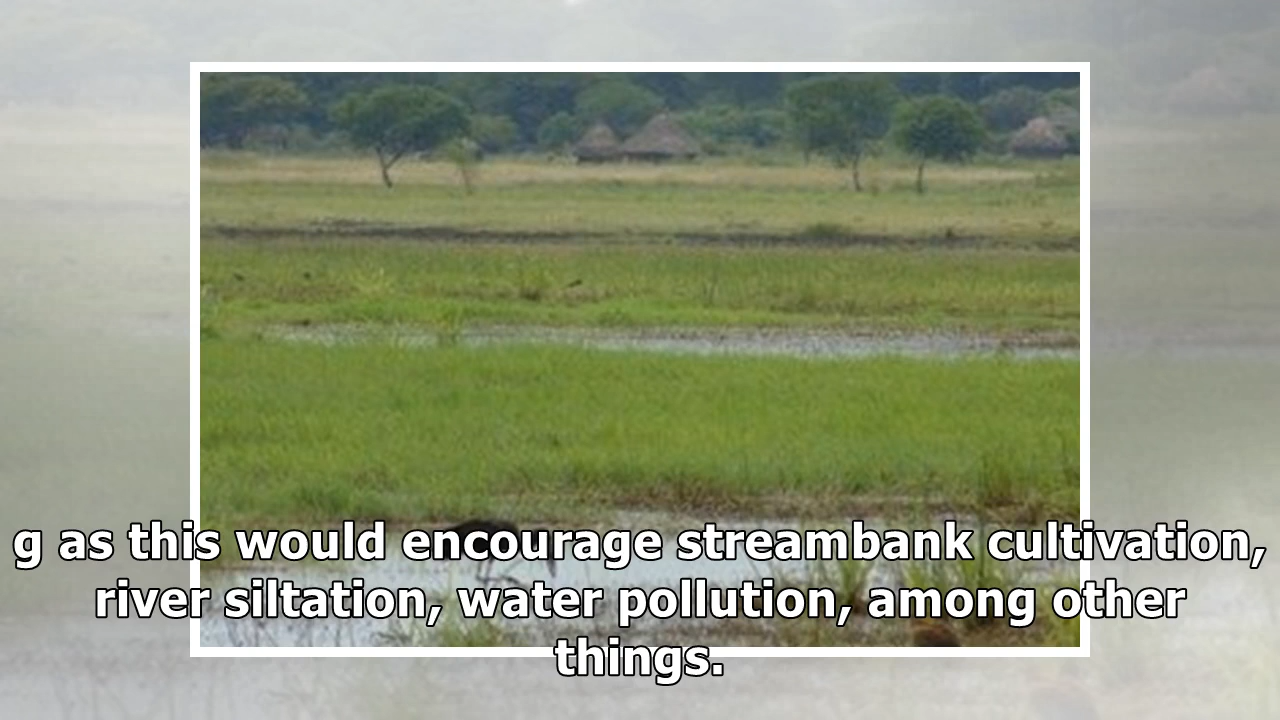 g as this would encourage streambank cultivation,
river siltation, water pollution, among other
things.